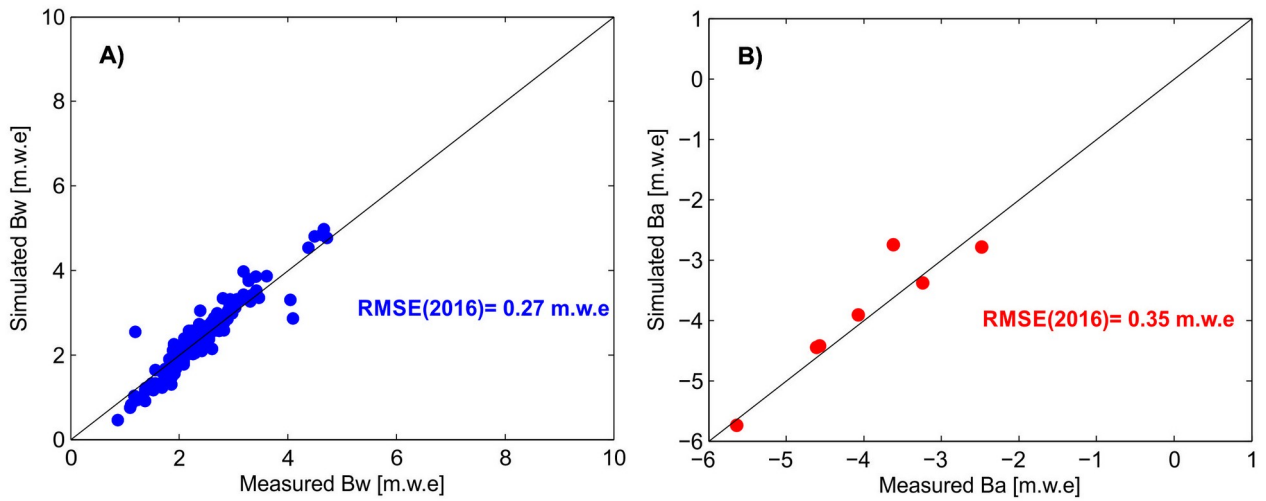 A)
10
8
6
4
2
0
Simulated Bw [m.w.e]
RMSE(2016)= 0.27 m.w.e
0 2 4 6 8 10
Measured Bw [m.w.e]
B)
1
0
−1
−2
−3
−4
−5
−6
Simulated Ba [m.w.e]
RMSE(2016)= 0.35 m.w.e
−6 −5 −4 −3 −2 −1 0 1
Measured Ba [m.w.e]